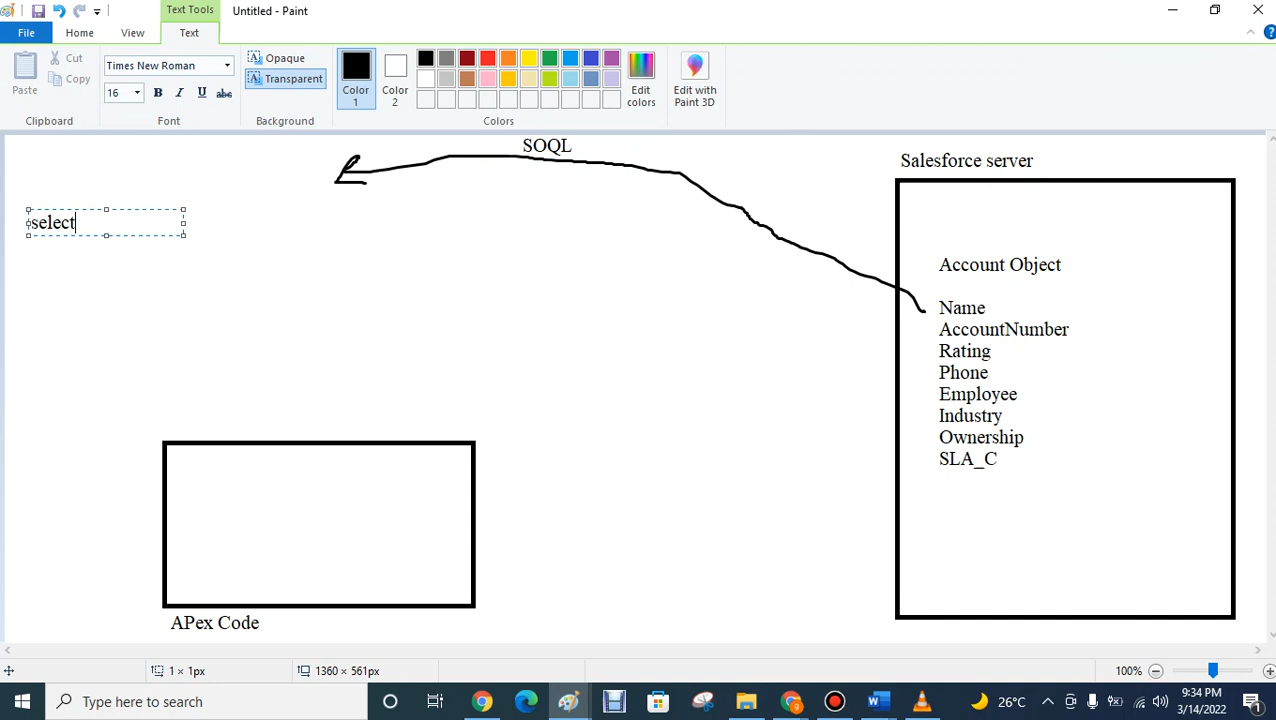 Text Tools
Untitled - Paint
File
Home
View
Text
Paste
Cut
Copy
Clipboard
Times New Roman
16
B I U abc
Font
Opaque
Transparent
Background
Color 1
Color 2
Edit colors
Colors
Edit with Paint 3D
SOQL
Salesforce server
select
Account Object
Name
AccountNumber
Rating
Phone
Employee
Industry
Ownership
SLA_C
APex Code
1 × 1px
1360 × 561px
100%
Type here to search
9
26°C
9:34 PM
3/14/2022
1